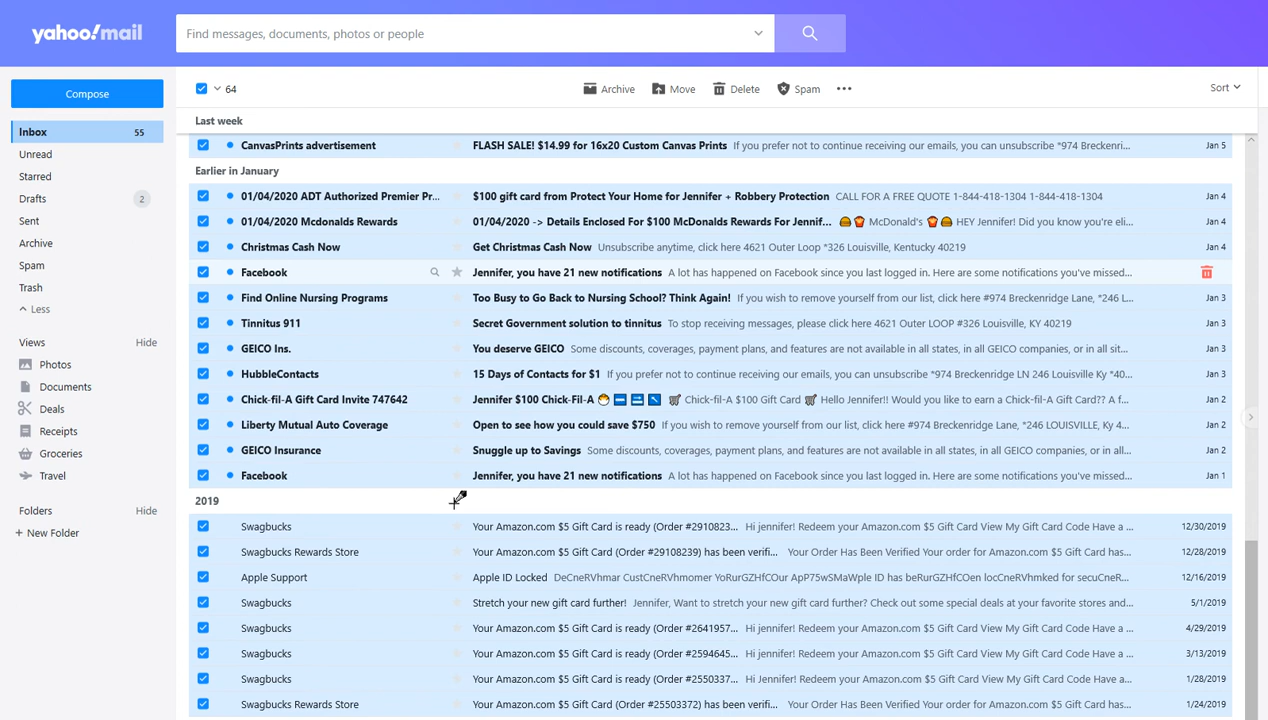 yahoo!mail
Find messages, documents, photos or people
Compose
64
Archive Move Delete Spam
Sort
Inbox 55
Unread
Starred
Drafts 2
Sent
Archive
Spam
Trash
Less
Views Hide
Photos
Documents
Deals
Receipts
Groceries
Travel
Folders Hide
+ New Folder
Last week
CanvasPrints advertisement FLASH SALE! $14.99 for 16x20 Custom Canvas Prints If you prefer not to continue receiving our emails, you can unsubscribe *974 Breckenri... Jan 5
Earlier in January
01/04/2020 ADT Authorized Premier Pr... $100 gift card from Protect Your Home for Jennifer + Robbery Protection CALL FOR A FREE QUOTE 1-844-418-1304 1-844-418-1304 Jan 4
01/04/2020 Mcdonalds Rewards 01/04/2020 -> Details Enclosed For $100 McDonalds Rewards For Jennif... 🍔🍟 McDonald's 🍟🍔 HEY Jennifer! Did you know you're eli... Jan 4
Christmas Cash Now Get Christmas Cash Now Unsubscribe anytime, click here 4621 Outer Loop *326 Louisville, Kentucky 40219 Jan 4
Facebook Jennifer, you have 21 new notifications A lot has happened on Facebook since you last logged in. Here are some notifications you've missed...
Find Online Nursing Programs Too Busy to Go Back to Nursing School? Think Again! If you wish to remove yourself from our list, click here #974 Breckenridge Lane, *246 L... Jan 3
Tinnitus 911 Secret Government solution to tinnitus To stop receiving messages, please click here 4621 Outer LOOP #326 Louisville, KY 40219 Jan 3
GEICO Ins. You deserve GEICO Some discounts, coverages, payment plans, and features are not available in all states, in all GEICO companies, or in all sit... Jan 3
HubbleContacts 15 Days of Contacts for $1 If you prefer not to continue receiving our emails, you can unsubscribe *974 Breckenridge LN 246 Louisville Ky *40... Jan 3
Chick-fil-A Gift Card Invite 747642 Jennifer $100 Chick-Fil-A Chick-fil-A $100 Gift Card Hello Jennifer!! Would you like to earn a Chick-fil-A Gift Card?? A f... Jan 2
Liberty Mutual Auto Coverage Open to see how you could save $750 If you wish to remove yourself from our list, click here #974 Breckenridge Lane, *246 LOUISVILLE, Ky 4... Jan 2
GEICO Insurance Snuggle up to Savings Some discounts, coverages, payment plans, and features are not available in all states, in all GEICO companies, or in all sit... Jan 2
Facebook Jennifer, you have 21 new notifications A lot has happened on Facebook since you last logged in. Here are some notifications you've missed... Jan 1
2019
Swagbucks Your Amazon.com $5 Gift Card is ready (Order #2910823... Hi jennifer! Redeem your Amazon.com $5 Gift Card View My Gift Card Code Have a ... 12/30/2019
Swagbucks Rewards Store Your Amazon.com $5 Gift Card (Order #29108239) has been verifi... Your Order Has Been Verified Your order for Amazon.com $5 Gift Card has... 12/28/2019
Apple Support Apple ID Locked DeCneRVhmar CustCneRVhmomer YoRurGZHfCOur ApP75wSMaWple ID has beRurGZHfCOen locCneRVhmked for secuCneR... 12/16/2019
Swagbucks Stretch your new gift card further! Jennifer, Want to stretch your new gift card further? Check out some special deals at your favorite stores and... 5/1/2019
Swagbucks Your Amazon.com $5 Gift Card is ready (Order #2641957... Hi jennifer! Redeem your Amazon.com $5 Gift Card View My Gift Card Code Have a ... 4/29/2019
Swagbucks Your Amazon.com $5 Gift Card is ready (Order #2594645... Hi jennifer! Redeem your Amazon.com $5 Gift Card View My Gift Card Code Have a ... 3/13/2019
Swagbucks Your Amazon.com $5 Gift Card is ready (Order #2550337... Hi Jennifer! Redeem your Amazon.com $5 Gift Card View My Gift Card Code Have a ... 1/28/2019
Swagbucks Rewards Store Your Amazon.com $5 Gift Card (Order #25503372) has been verifi... Your Order Has Been Verified Your order for Amazon.com $5 Gift Card has... 1/24/2019